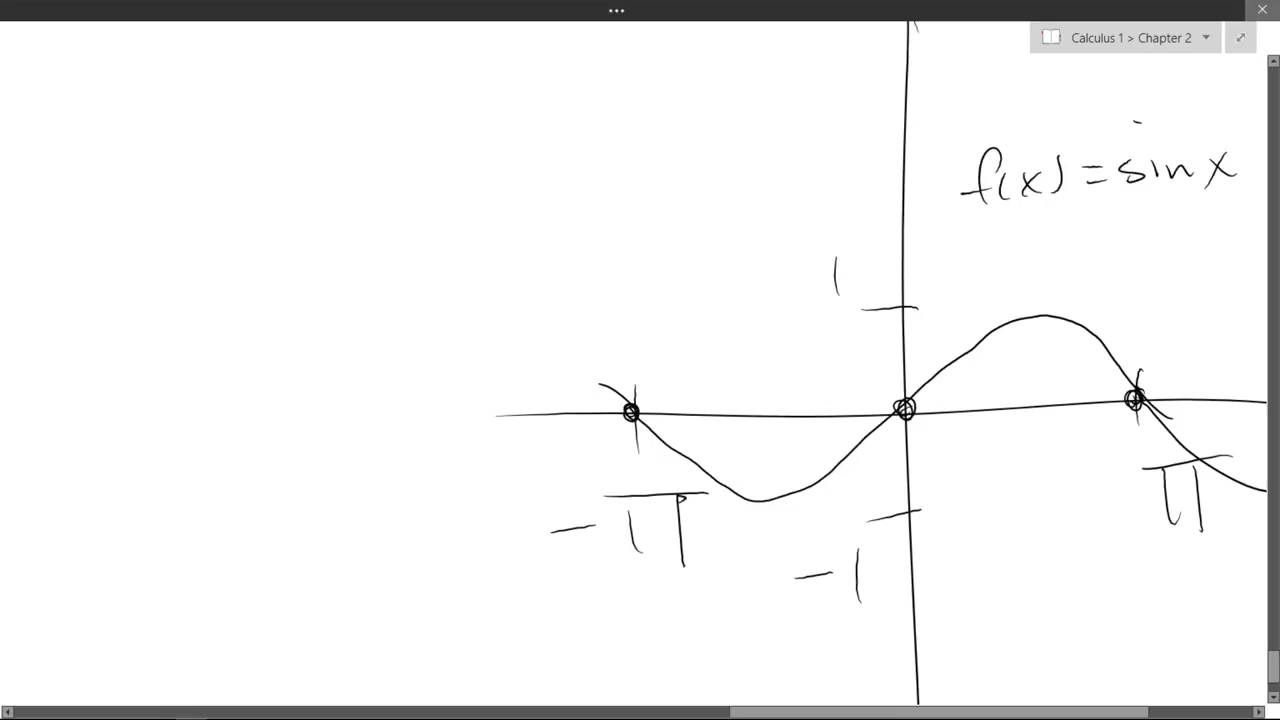 ...
Calculus 1 > Chapter 2
f(x) = sin x
1
-π
π
-1